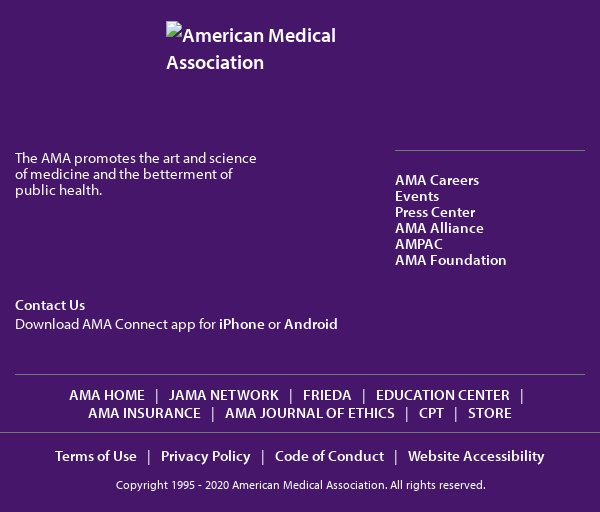 American Medical
Association
The AMA promotes the art and science
of medicine and the betterment of
public health.
AMA Careers
Events
Press Center
AMA Alliance
AMPAC
AMA Foundation
Contact Us
Download AMA Connect app for iPhone or Android
AMA HOME | JAMA NETWORK | FRIEDA | EDUCATION CENTER |
AMA INSURANCE | AMA JOURNAL OF ETHICS | CPT | STORE
Terms of Use | Privacy Policy | Code of Conduct | Website Accessibility
Copyright 1995 - 2020 American Medical Association. All rights reserved.